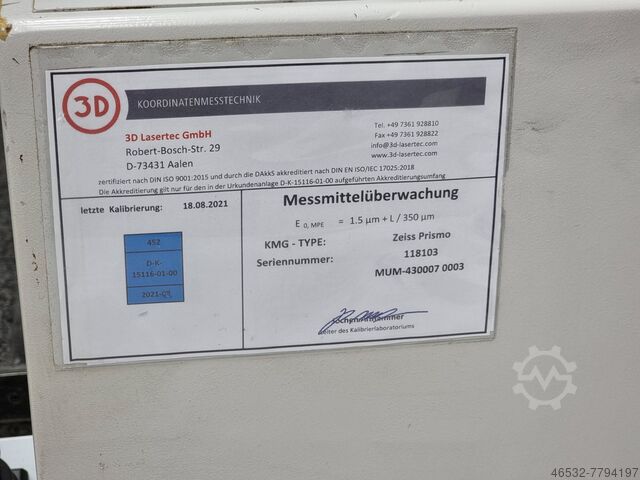 3D
KOORDINATENMESSTECHNIK
3D Lasertec GmbH
Robert-Bosch-Str. 29
D-73431 Aalen
Tel. +49 7361 928810
Fax +49 7361 928822
info@3d-lasertec.com
www.3d-lasertec.com
zertifiziert nach DIN ISO 9001:2015 und durch die DAkkS akkreditiert nach DIN EN ISO/IEC 17025:2018
Die Akkreditierung gilt nur für den in der Urkundenanlage D-K-15116-01-00 aufgeführten Akkreditierungsumfang
letzte Kalibrierung: 18.08.2021
452
D-K-
15116-01-00
2021-
Messmittelüberwachung
E 0, MPE = 1.5 µm + L / 350 µm
KMG - TYPE: Zeiss Prismo
Seriennummer: 118103
MUM-430007 0003
Leiter des Kalibrierlaboratoriums
46532-7794197